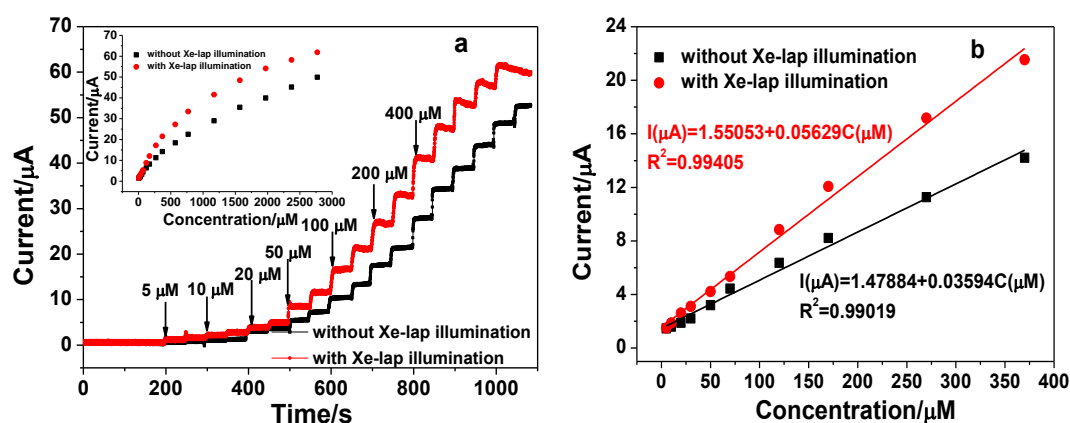 a
70
60
50
40
30
20
10
0
Current/μA
0 200 400 600 800 1000
Time/s
without Xe-lap illumination
with Xe-lap illumination
5 μM
10 μM
20 μM
50 μM
100 μM
200 μM
400 μM
70
60
50
40
30
20
10
0
Current/μA
without Xe-lap illumination
with Xe-lap illumination
0 500 1000 1500 2000 2500 3000
Concentration/μM
b
24
20
16
12
8
4
0
Current/μA
without Xe-lap illumination
with Xe-lap illumination
I(μA)=1.55053+0.05629C(μM)
R²=0.99405
I(μA)=1.47884+0.03594C(μM)
R²=0.99019
0 50 100 150 200 250 300 350 400
Concentration/μM